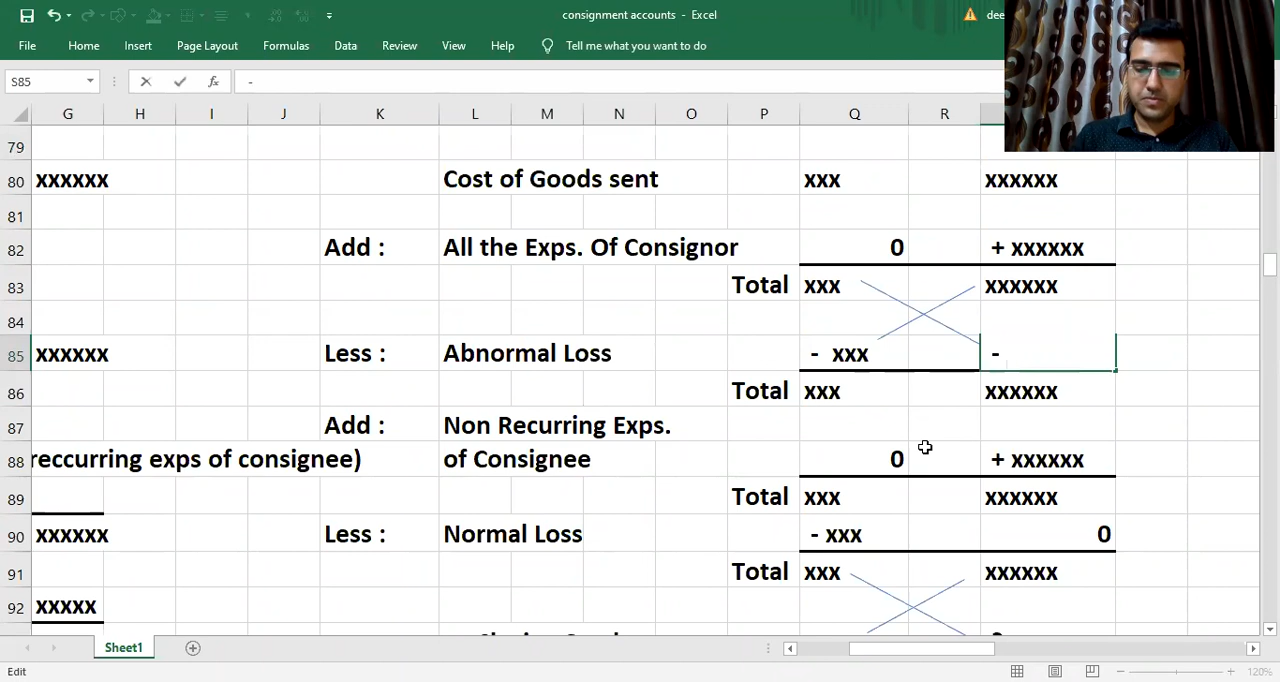 consignment accounts - Excel
dee
File Home Insert Page Layout Formulas Data Review View Help Tell me what you want to do
S85 fx -
G H I J K L M N O P Q R
79
80 xxxxxx Cost of Goods sent xxx xxxxxx
81
82 Add : All the Exps. Of Consignor 0 + xxxxxx
83 Total xxx xxxxxx
84
85 xxxxxx Less : Abnormal Loss - xxx -
86 Total xxx xxxxxx
87 Add : Non Recurring Exps.
88 reccurring exps of consignee) of Consignee 0 + xxxxxx
89 Total xxx xxxxxx
90 xxxxxx Less : Normal Loss - xxx 0
91 Total xxx xxxxxx
92 xxxxx
Sheet1
Edit 120%